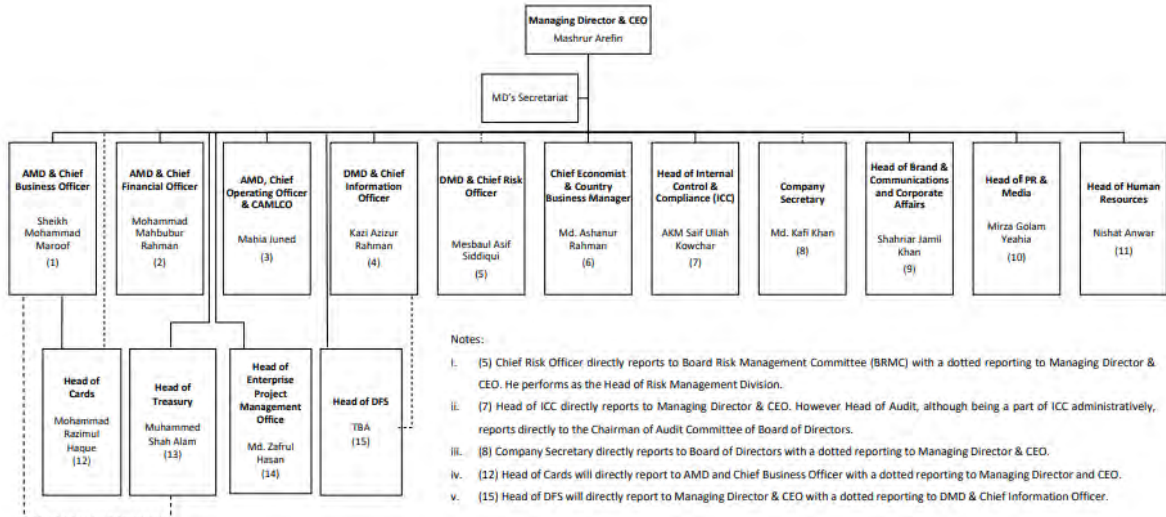 Managing Director & CEO
Mashrur Arefin
MD's Secretariat
AMD & Chief
Business Officer
Sheikh
Mohammad
Maroof
(1)
AMD & Chief
Financial Officer
Mohammad
Mahbubur
Rahman
(2)
AMD, Chief
Operating Officer
& CAMLCO
Mahia Juned
(3)
DMD & Chief
Information
Officer
Kazi Azizur
Rahman
(4)
DMD & Chief Risk
Officer
Mesbaul Asif
Siddiqui
(5)
Chief Economist
& Country
Business Manager
Md. Ashanur
Rahman
(6)
Head of Internal
Control &
Compliance (ICC)
AKM Saif Ullah
Kowchar
(7)
Company
Secretary
Md. Kafi Khan
(8)
Head of Brand &
Communications
and Corporate
Affairs
Shahriar Jamil
Khan
(9)
Head of PR &
Media
Mirza Golam
Yeahia
(10)
Head of Human
Resources
Nishat Anwar
(11)
Head of
Cards
Mohammad
Razimul
Haque
(12)
Head of
Treasury
Muhammed
Shah Alam
(13)
Head of
Enterprise
Project
Management
Office
Md. Zafrul
Hasan
(14)
Head of DFS
TBA
(15)
Notes:
i. (5) Chief Risk Officer directly reports to Board Risk Management Committee (BRMC) with a dotted reporting to Managing Director &
CEO. He performs as the Head of Risk Management Division.
ii. (7) Head of ICC directly reports to Managing Director & CEO. However Head of Audit, although being a part of ICC administratively,
reports directly to the Chairman of Audit Committee of Board of Directors.
iii. (8) Company Secretary directly reports to Board of Directors with a dotted reporting to Managing Director & CEO.
iv. (12) Head of Cards will directly report to AMD and Chief Business Officer with a dotted reporting to Managing Director and CEO.
v. (15) Head of DFS will directly report to Managing Director & CEO with a dotted reporting to DMD & Chief Information Officer.